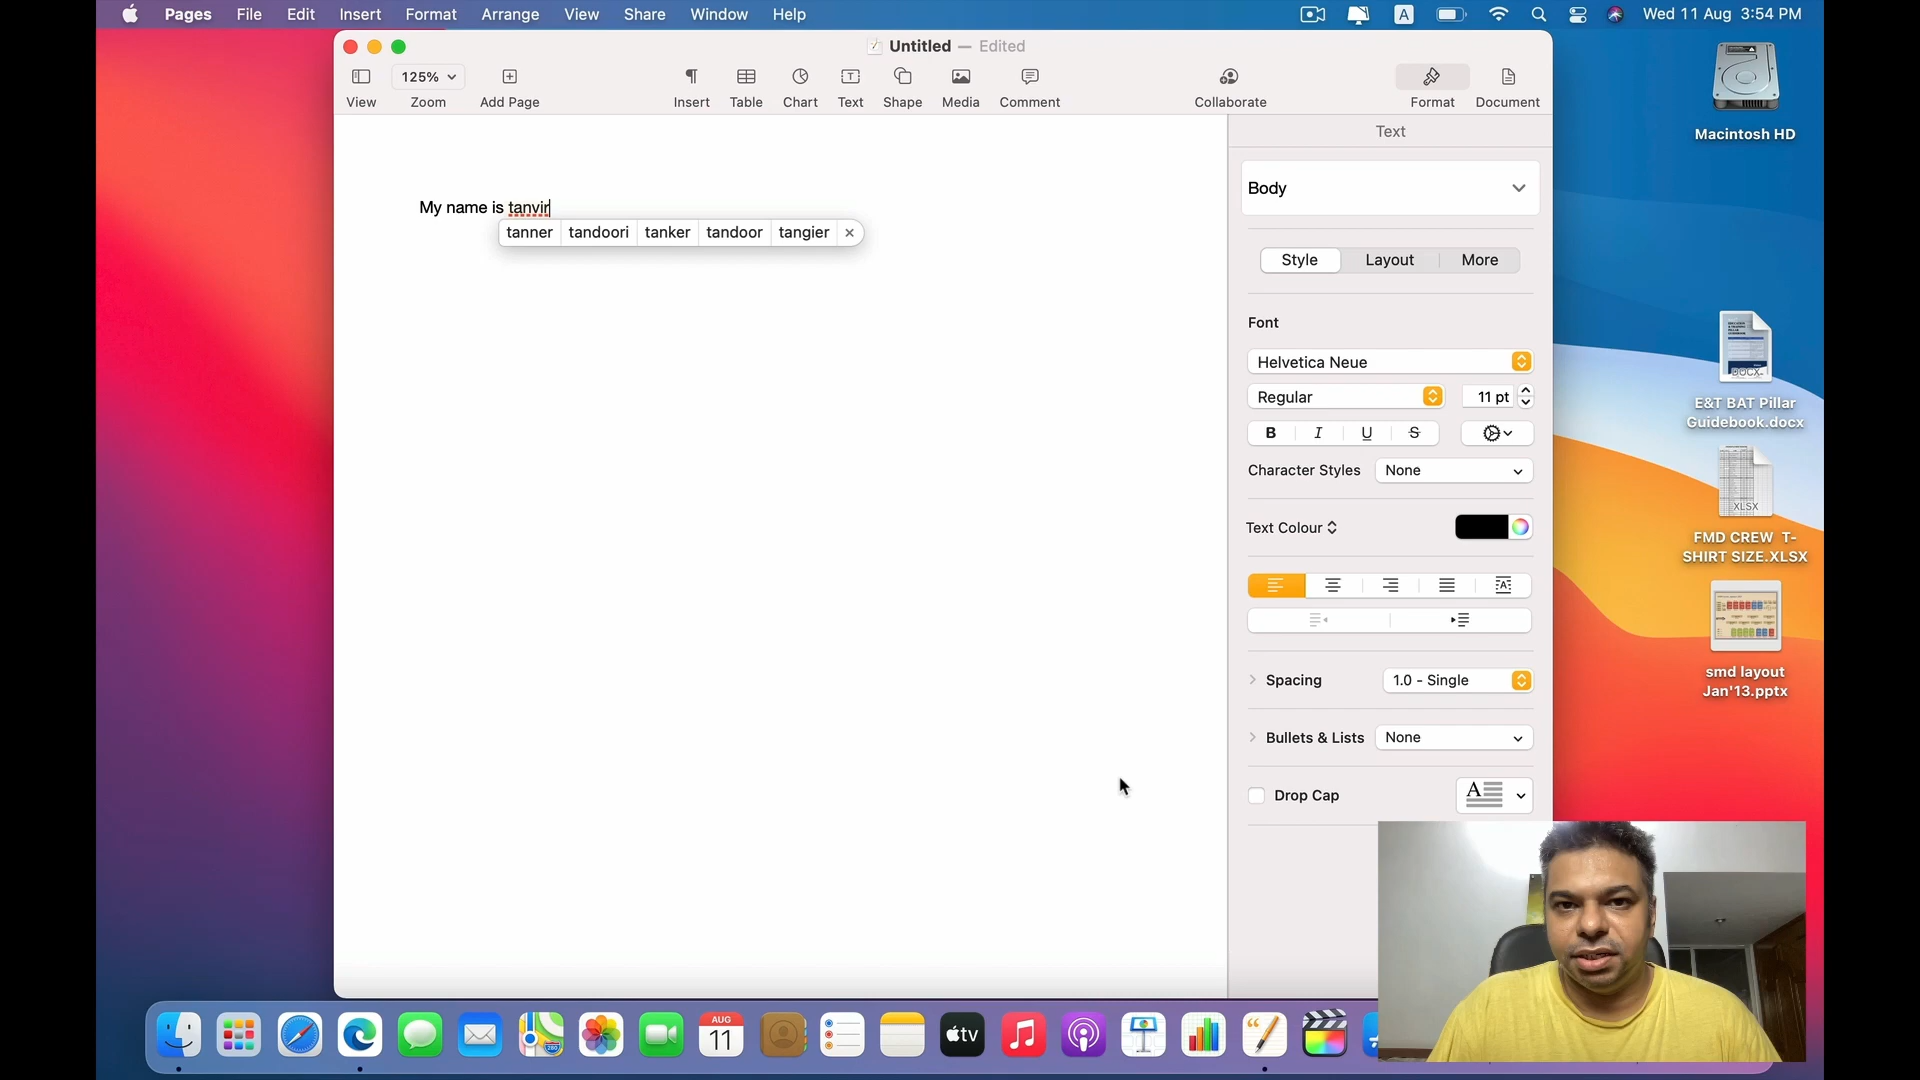 Pages File Edit Insert Format Arrange View Share Window Help
A Wed 11 Aug 3:54 PM
Untitled — Edited
125%
View Zoom Add Page Insert Table Chart Text Shape Media Comment Collaborate Format Document
Text
Body
My name is tanvir
tanner tandoori tanker tandoor tangier ×
Style Layout More
Font
Helvetica Neue
Regular 11 pt
B I U S
Character Styles None
Text Colour
Spacing 1.0 - Single
Bullets & Lists None
Drop Cap A
Macintosh HD
DOCX
E&T BAT Pillar
Guidebook.docx
XLSX
FMD CREW T-
SHIRT SIZE.XLSX
smd layout
Jan'13.pptx
AUG
11
280
tv